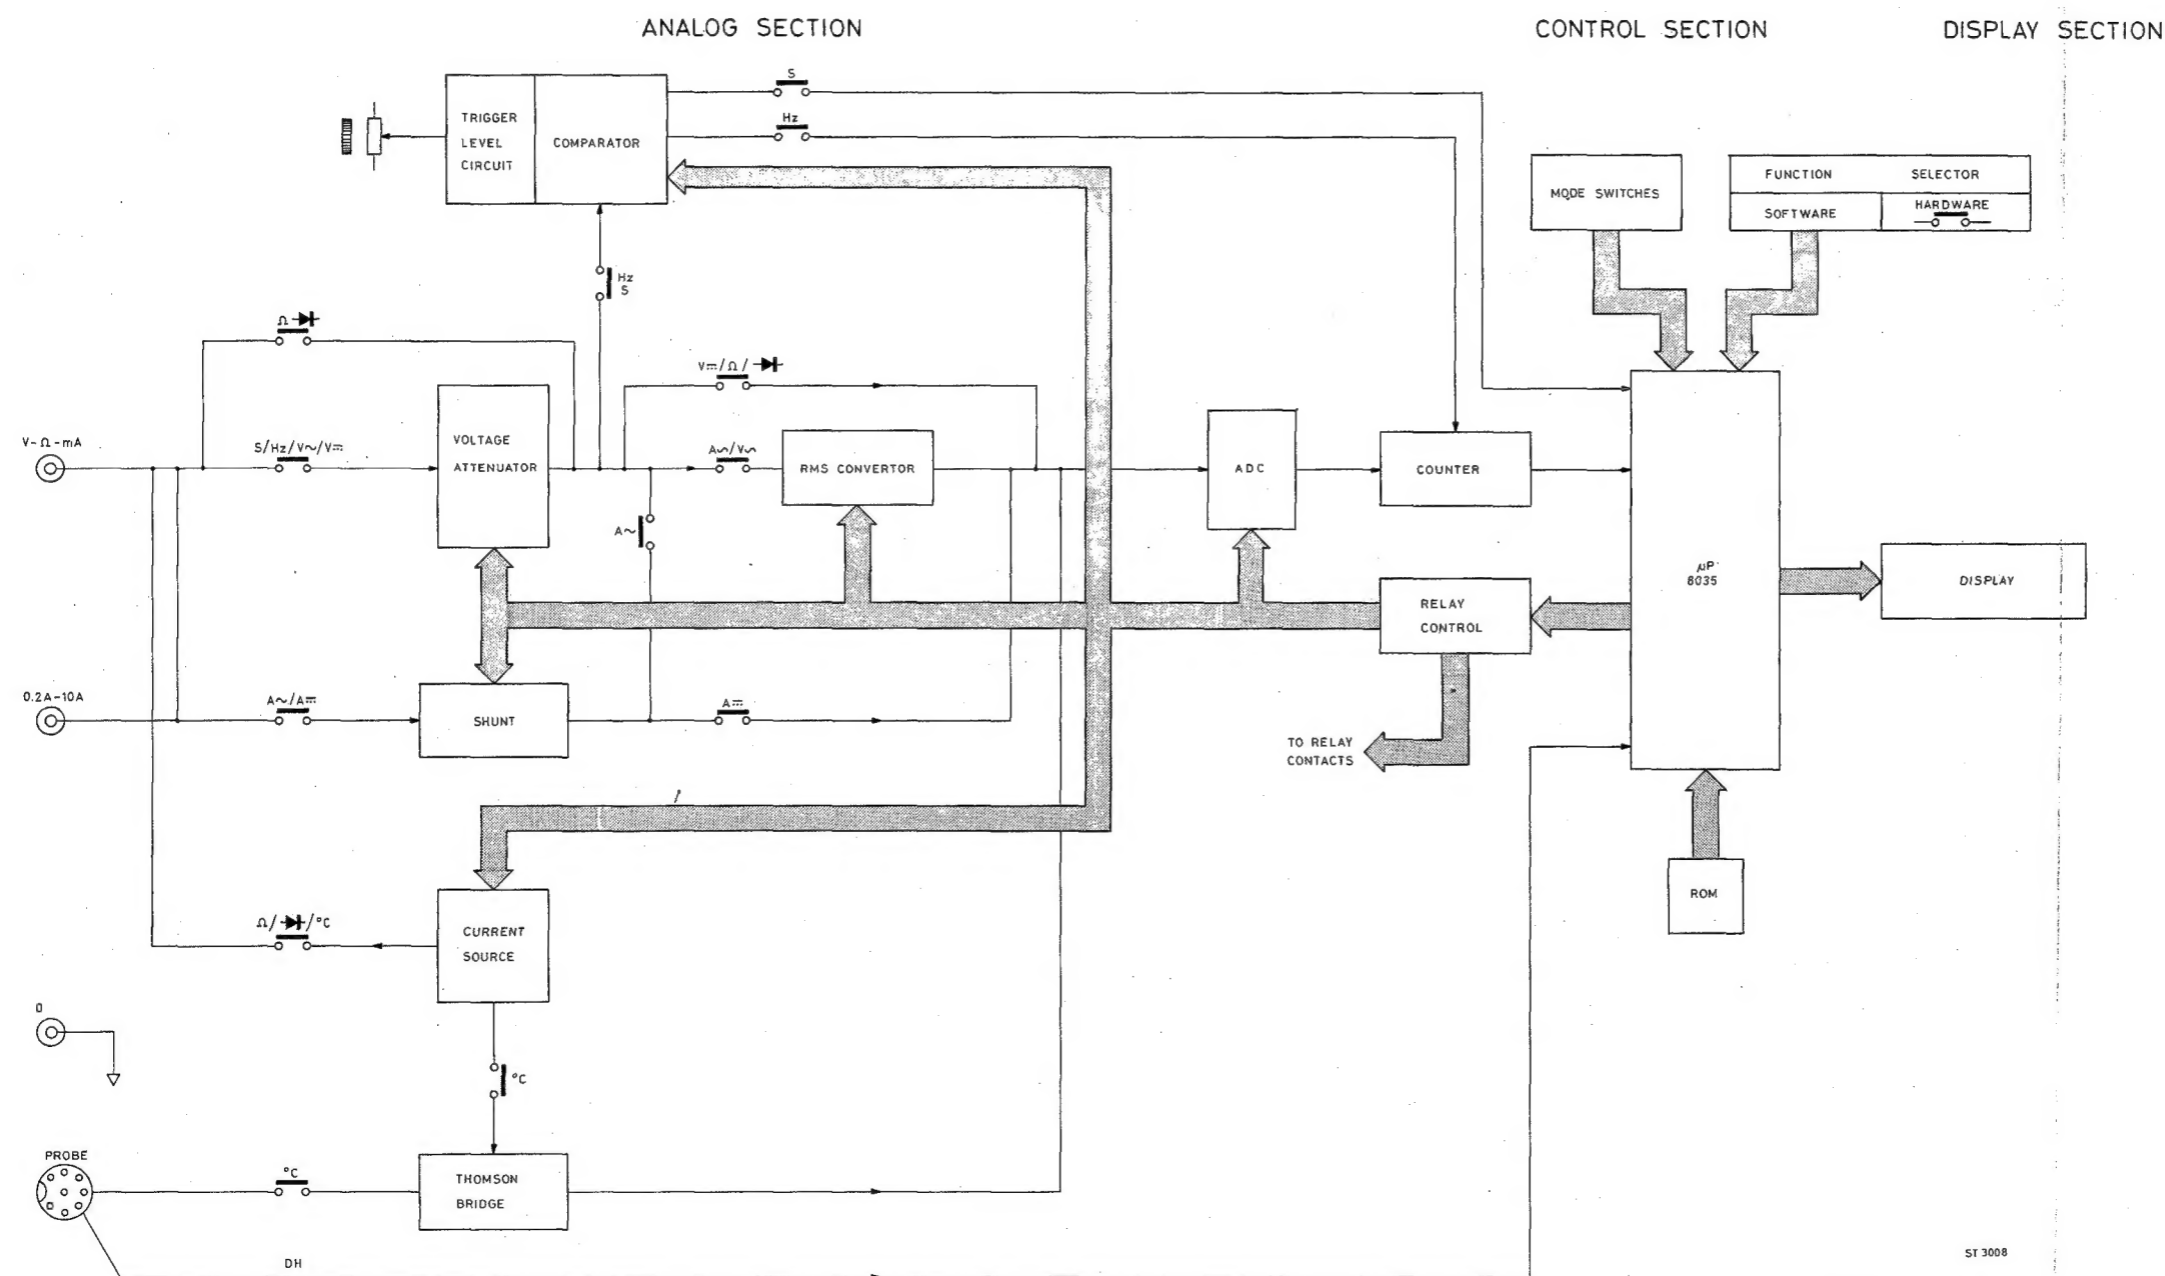 ANALOG SECTION
CONTROL SECTION
DISPLAY SECTION
S
TRIGGER
LEVEL
CIRCUIT
COMPARATOR
Hz
MODE SWITCHES
FUNCTION SELECTOR
SOFTWARE
HARDWARE
Hz
S
Ω
V⎓/Ω/
V-Ω-mA
S/Hz/V~/V⎓
VOLTAGE
ATTENUATOR
A~/V~
RMS CONVERTOR
ADC
COUNTER
A~
µP
8035
DISPLAY
RELAY
CONTROL
0.2A-10A
A~/A⎓
SHUNT
A⎓
TO RELAY
CONTACTS
ROM
Ω/ /°C
CURRENT
SOURCE
0
°C
PROBE
°C
THOMSON
BRIDGE
DH
ST 3008